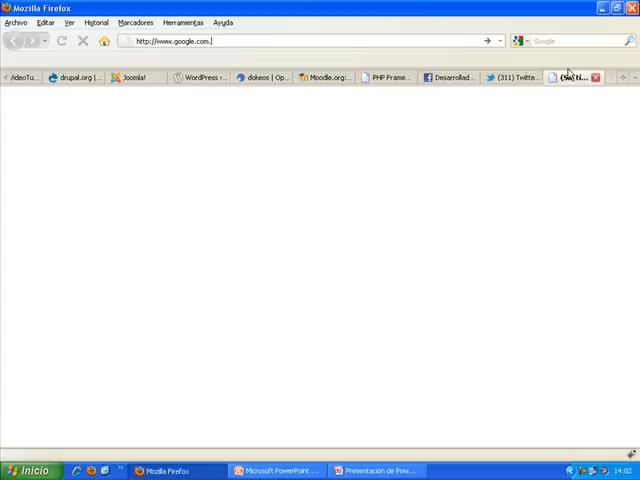 Mozilla Firefox
Archivo Editar Ver Historial Marcadores Herramientas Ayuda
http://www.google.com. Google
drupal.org |... Joomla! WordPress ›... dokeos | Op... Moodle.org:... PHP Frame... Desarrollad... (311) Twitte...
Inicio Mozilla Firefox Microsoft PowerPoint ... Presentación de Pow... 14:02